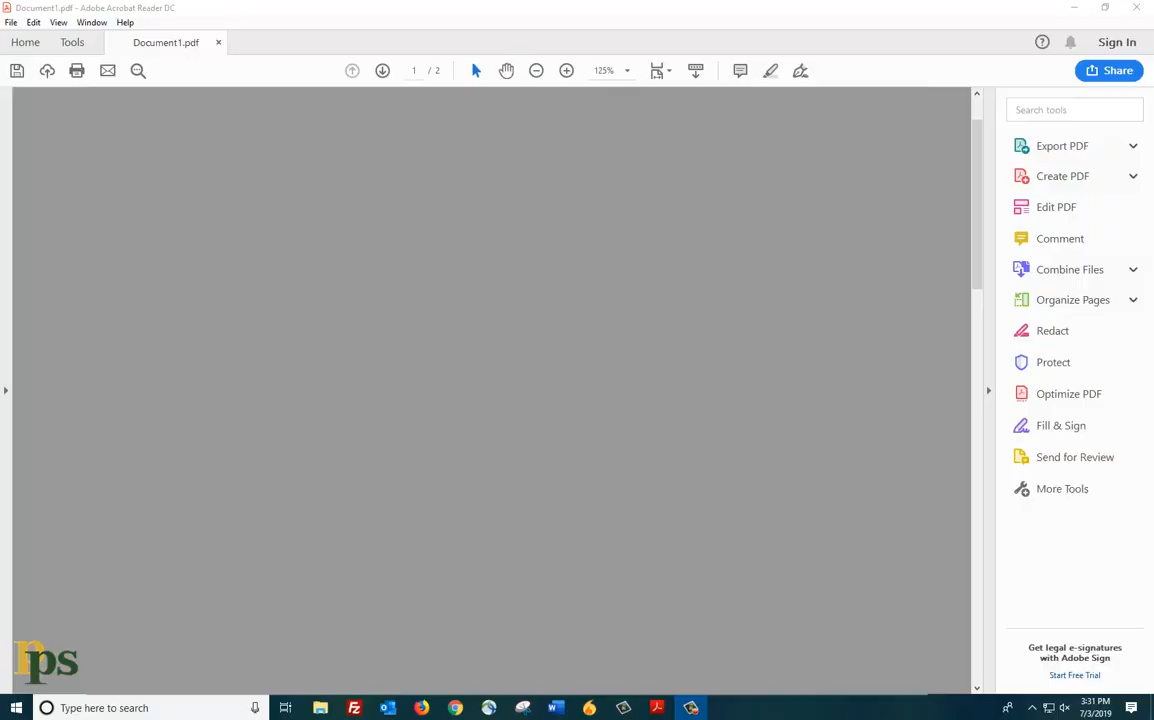 Document1.pdf - Adobe Acrobat Reader DC
File Edit View Window Help
Home Tools Document1.pdf × Sign In
1 / 2 125% Share
Search tools
Export PDF
Create PDF
Edit PDF
Comment
Combine Files
Organize Pages
Redact
Protect
Optimize PDF
Fill & Sign
Send for Review
More Tools
Get legal e-signatures
with Adobe Sign
Start Free Trial
pps
Type here to search
3:31 PM
7/3/2019